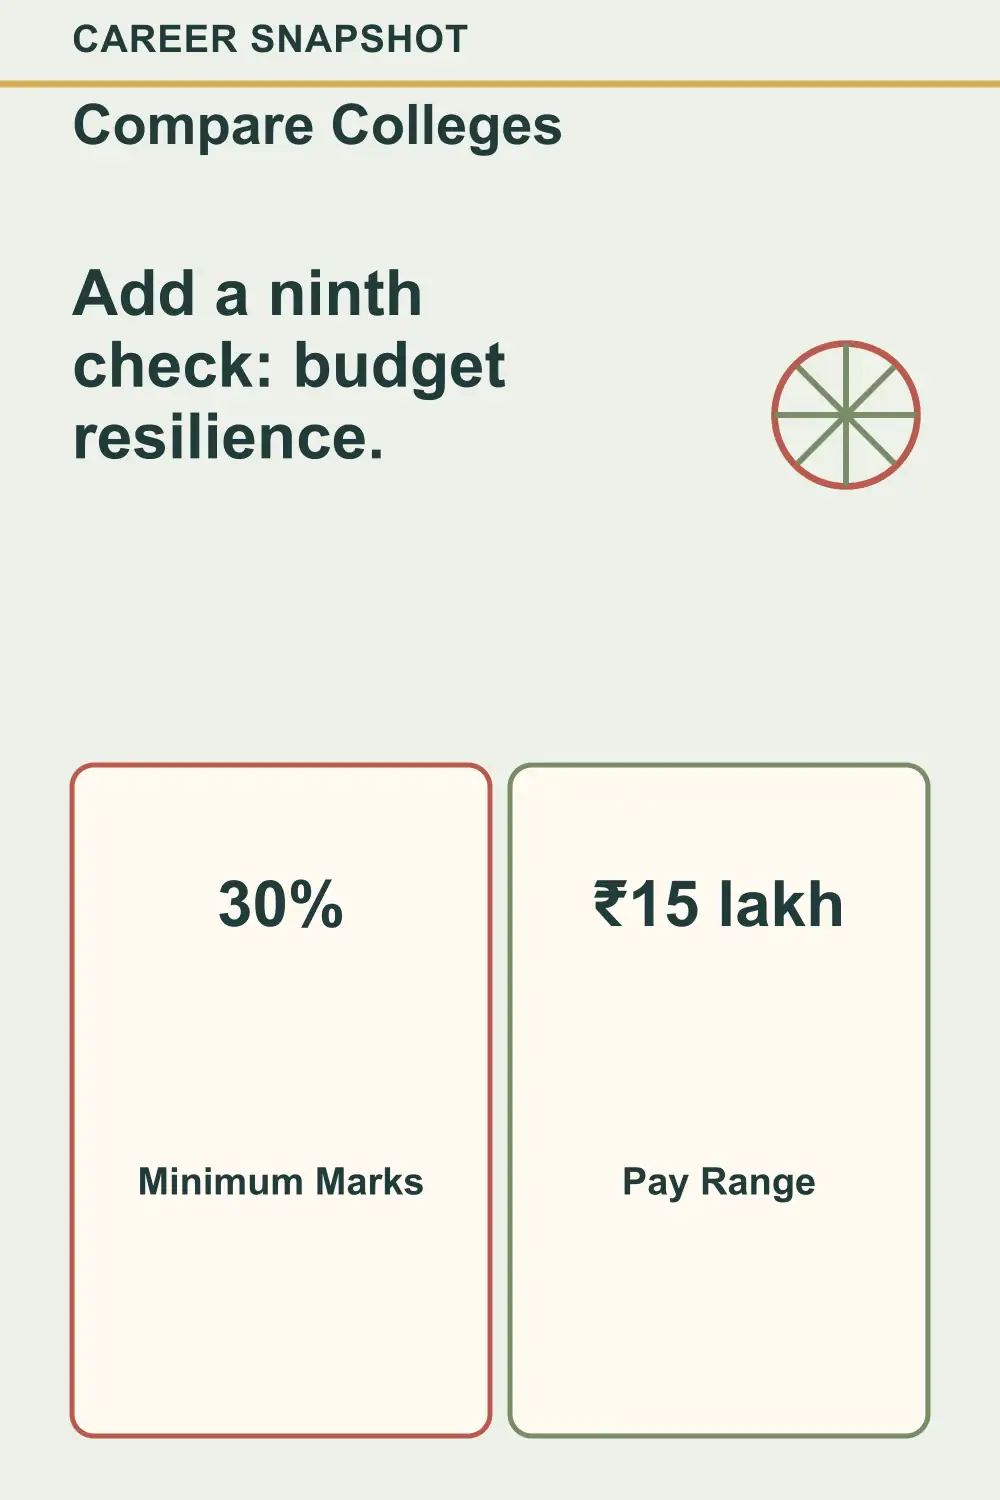 CAREER SNAPSHOT
Compare Colleges
Add a ninth
check: budget
resilience.
30%
Minimum Marks
₹15 lakh
Pay Range